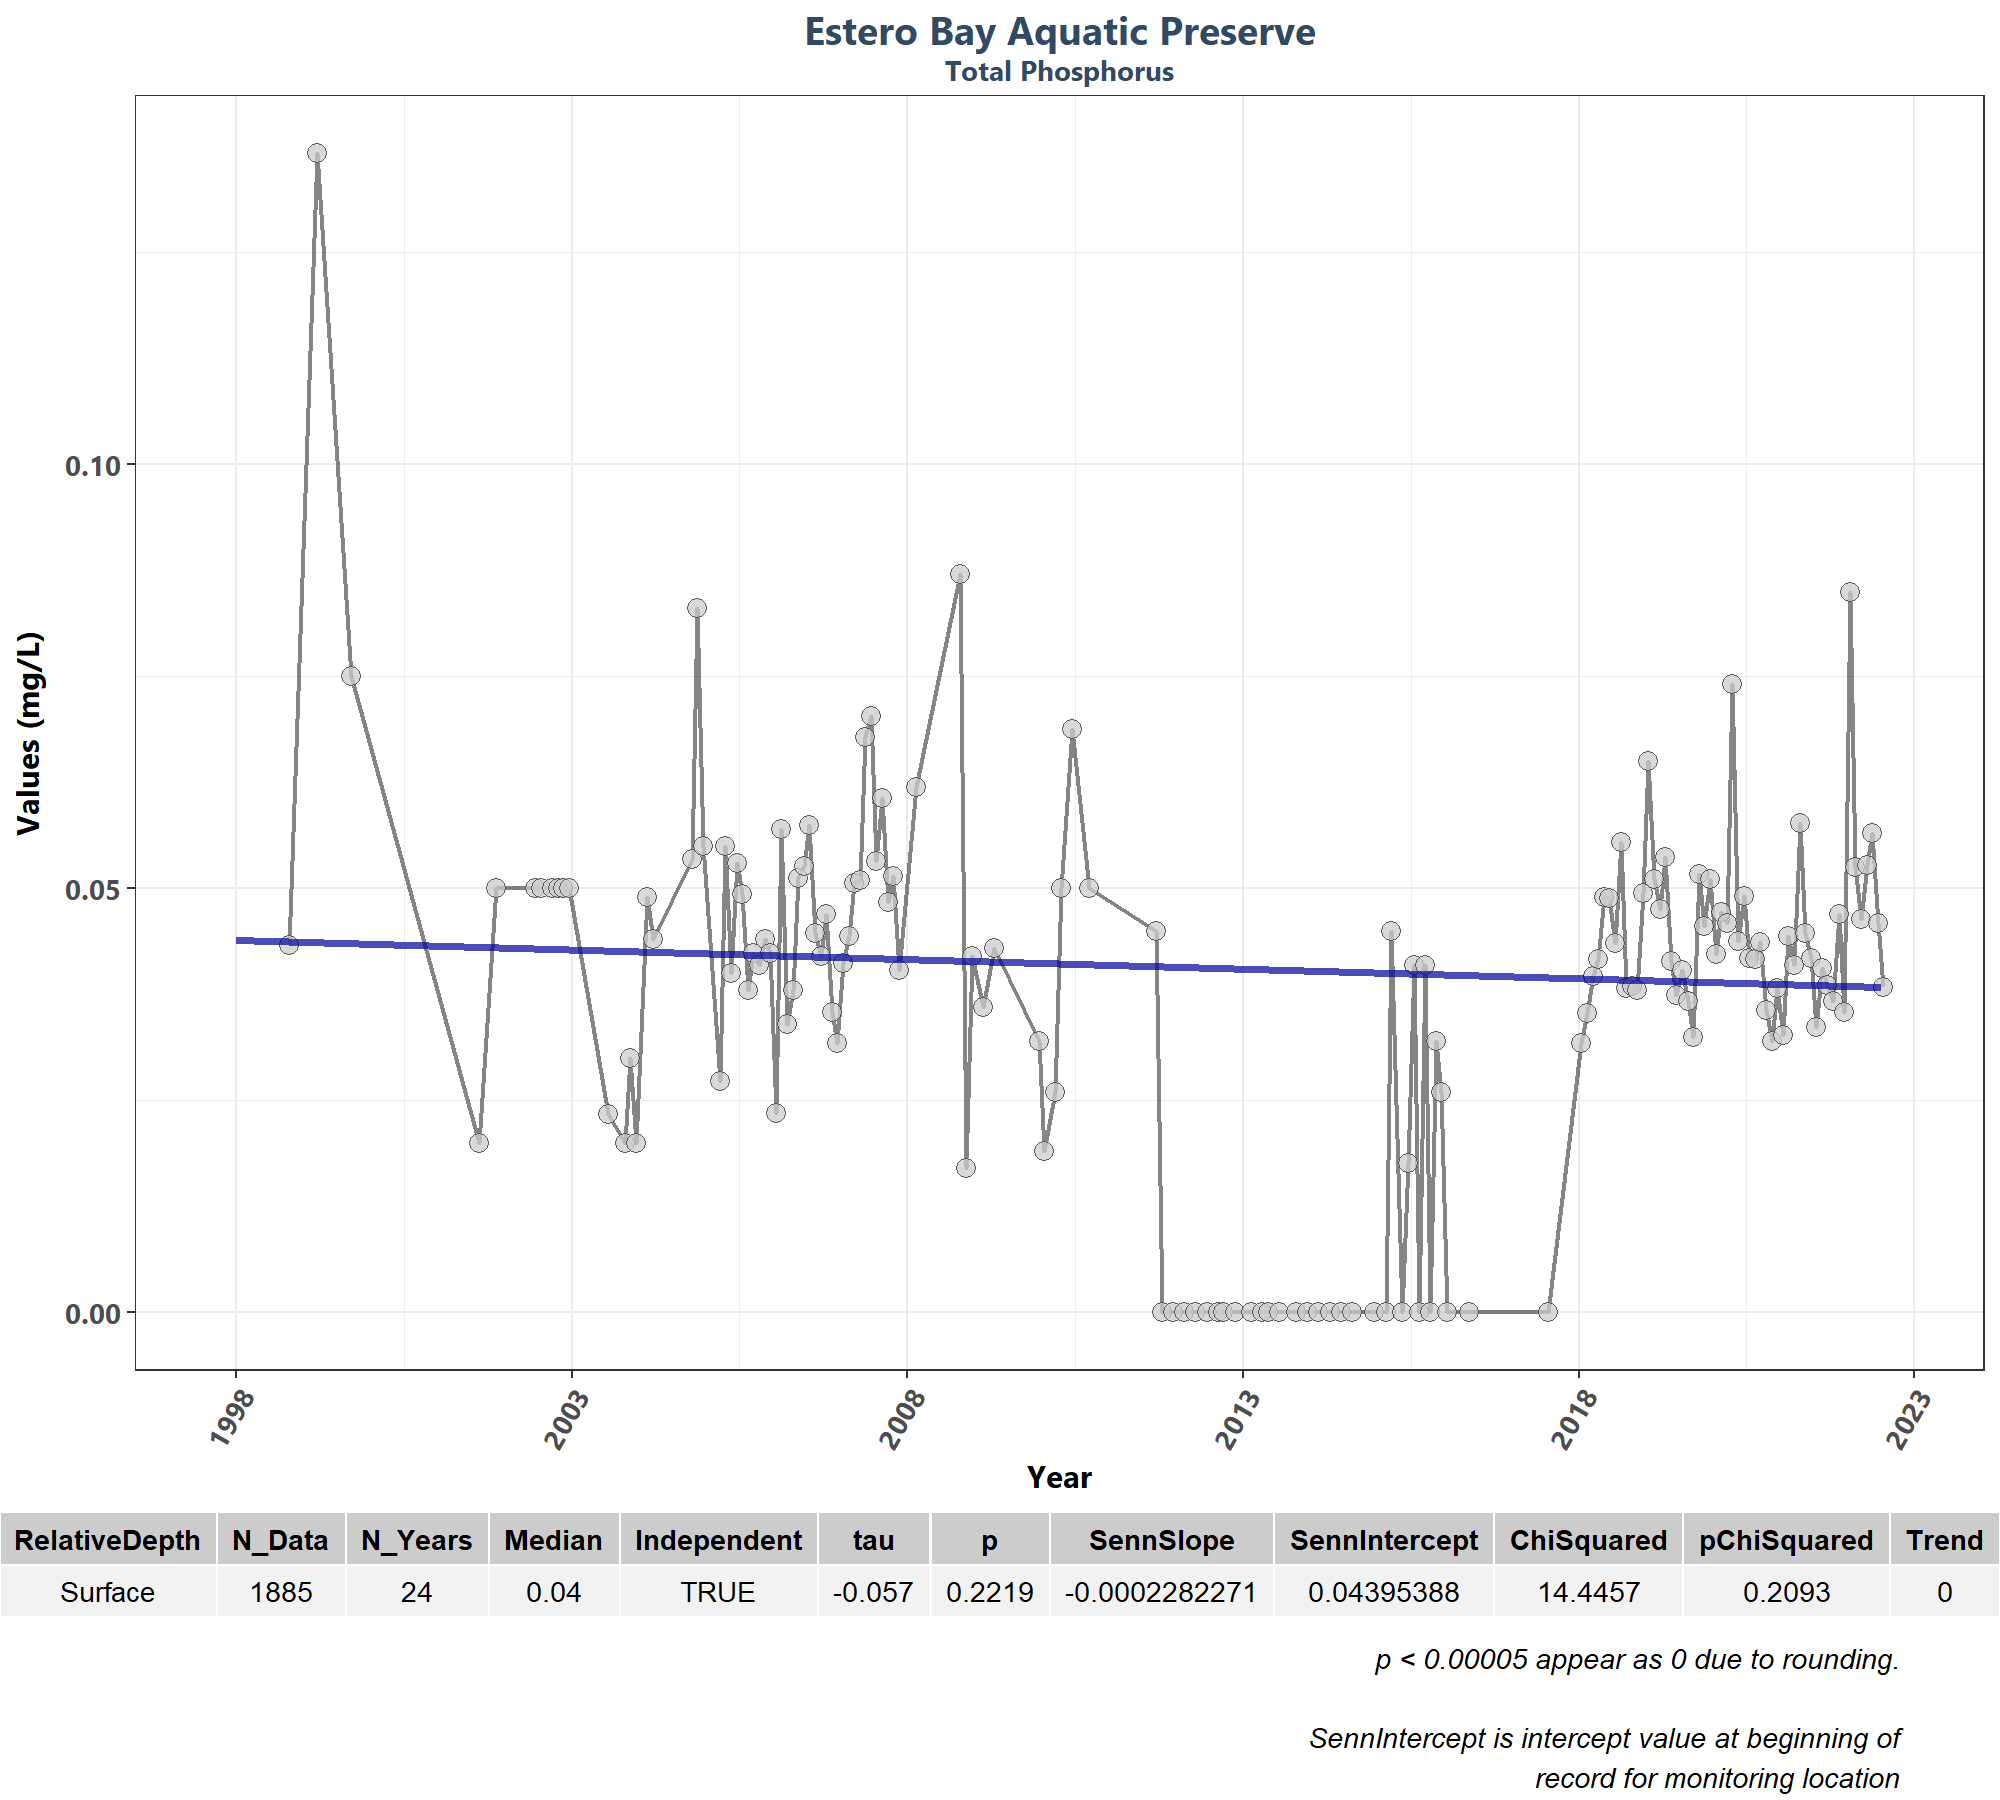 Estero Bay Aquatic Preserve
Total Phosphorus
Values (mg/L)
0.10
0.05
0.00
1998 2003 2008 2013 2018 2023
Year
RelativeDepth N_Data N_Years Median Independent tau p SennSlope SennIntercept ChiSquared pChiSquared Trend
Surface 1885 24 0.04 TRUE -0.057 0.2219 -0.0002282271 0.04395388 14.4457 0.2093 0
p < 0.00005 appear as 0 due to rounding.
SennIntercept is intercept value at beginning of
record for monitoring location